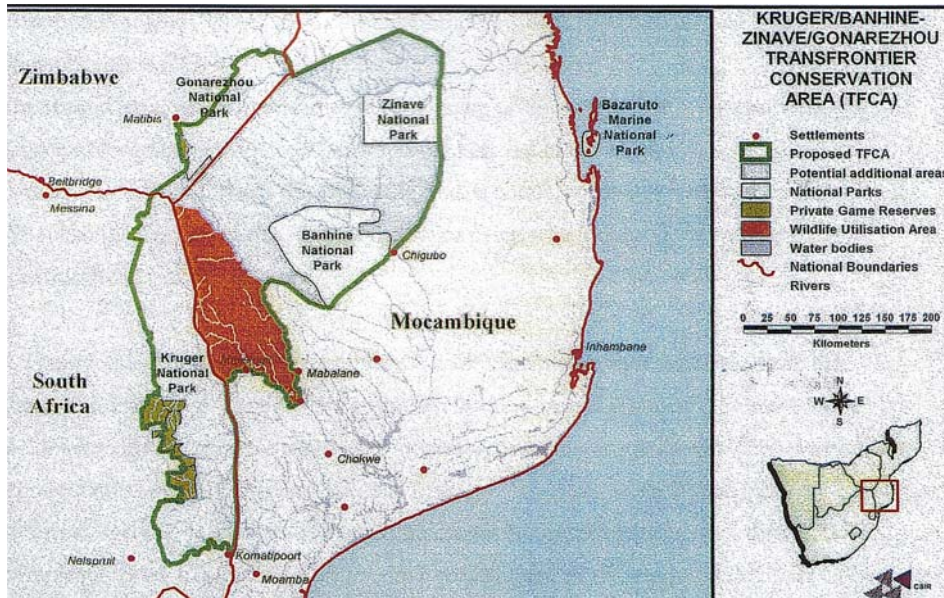 KRUGER/BANHINE-
ZINAVE/GONAREZHOU
TRANSFRONTIER
CONSERVATION
AREA (TFCA)
Settlements
Proposed TFCA
Potential additional areas
National Parks
Private Game Reserves
Wildlife Utilisation Area
Water bodies
National Boundaries
Rivers
0 25 50 75 100 125 150 175 200
Kilometers
N
W E
S
CSIR
Zimbabwe
Gonarezhou
National
Park
Matibis
Zinave
National
Park
Bazaruto
Marine
National
Park
Beitbridge
Messina
Banhine
National
Park
Chigubo
Mocambique
Inhambane
Kruger
National
Park
Mabalane
South
Africa
Chokwe
Nelspruit
Komatipoort
Moamba